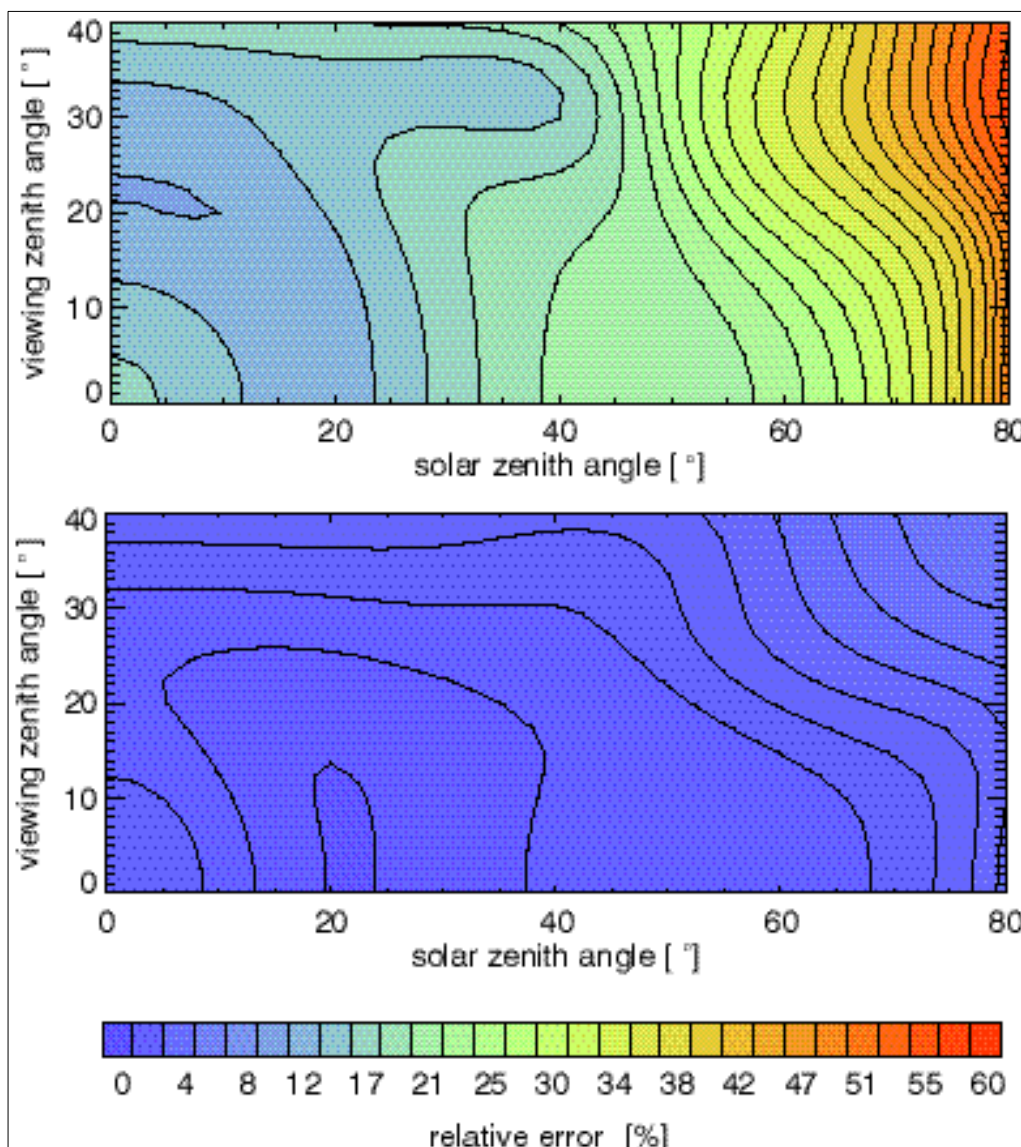 40
30
20
10
0
viewing zenith angle [°]
0 20 40 60 80
solar zenith angle [°]
40
30
20
10
0
viewing zenith angle [°]
0 20 40 60 80
solar zenith angle [°]
0 4 8 12 17 21 25 30 34 38 42 47 51 55 60
relative error [%]